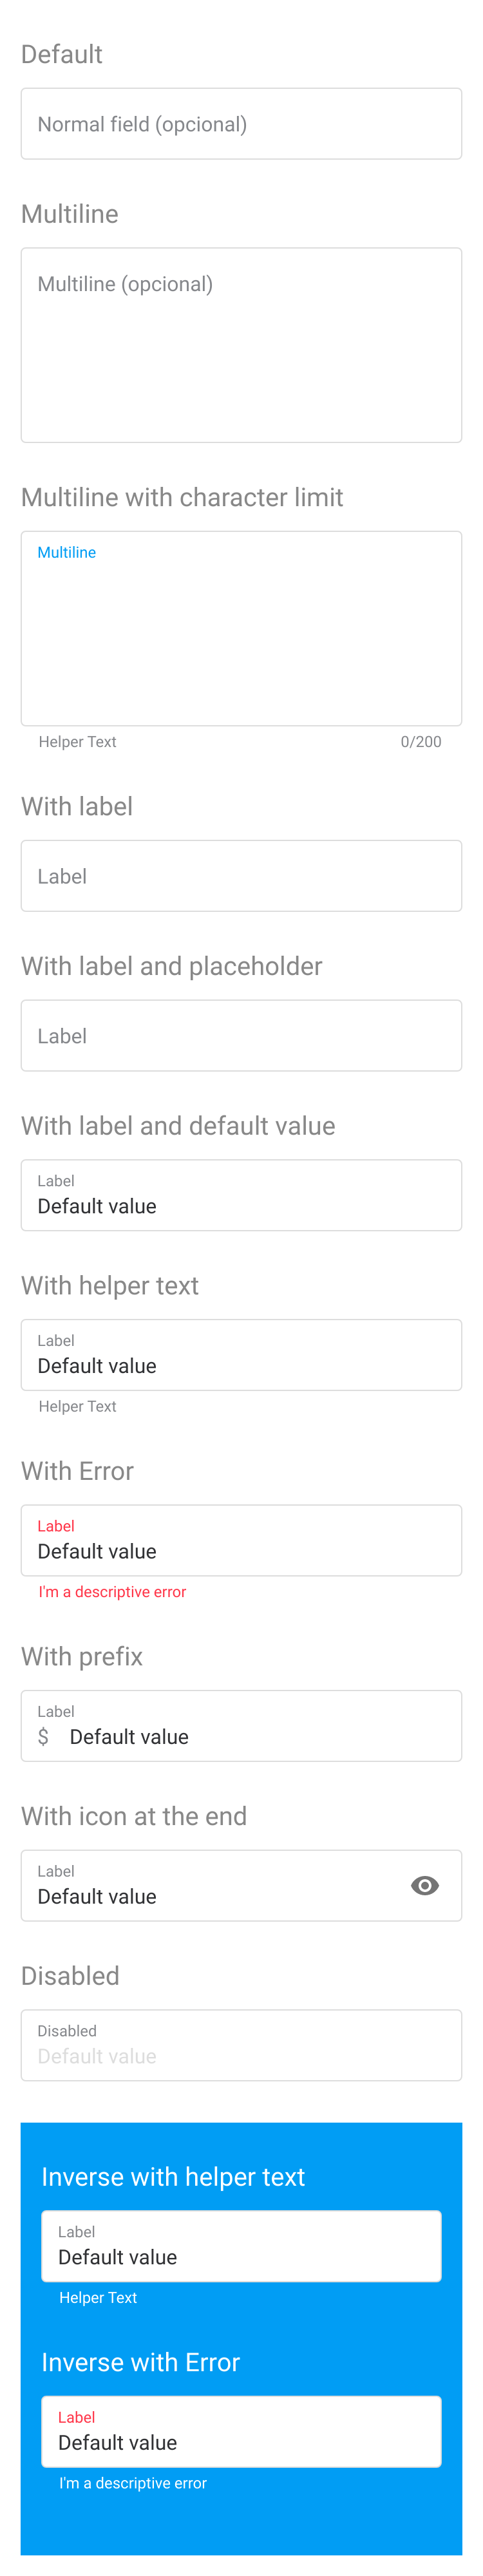 Default
Normal field (opcional)
Multiline
Multiline (opcional)
Multiline with character limit
Multiline
Helper Text 0/200
With label
Label
With label and placeholder
Label
With label and default value
Label
Default value
With helper text
Label
Default value
Helper Text
With Error
Label
Default value
I'm a descriptive error
With prefix
Label
$ Default value
With icon at the end
Label
Default value
Disabled
Disabled
Default value
Inverse with helper text
Label
Default value
Helper Text
Inverse with Error
Label
Default value
I'm a descriptive error